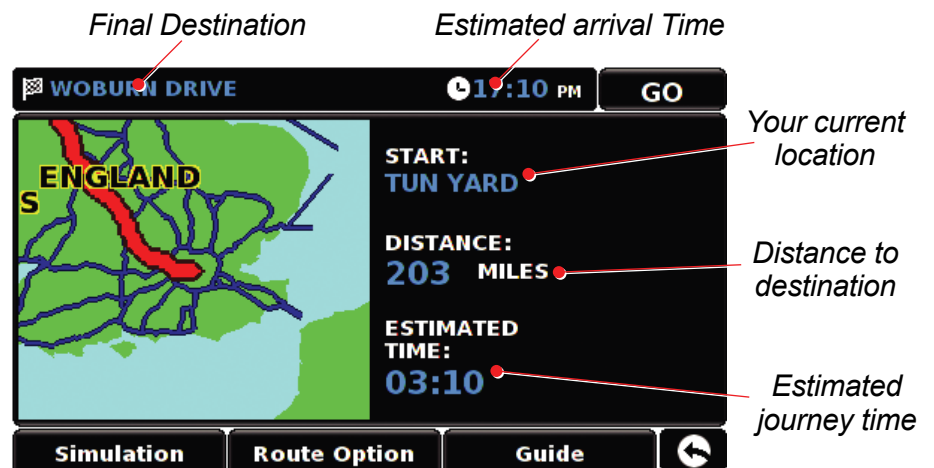 Final Destination
Estimated arrival Time
WOBURN DRIVE
17:10 PM
GO
ENGLAND
S
START:
TUN YARD
DISTANCE:
203 MILES
ESTIMATED
TIME:
03:10
Your current
location
Distance to
destination
Estimated
journey time
Simulation
Route Option
Guide